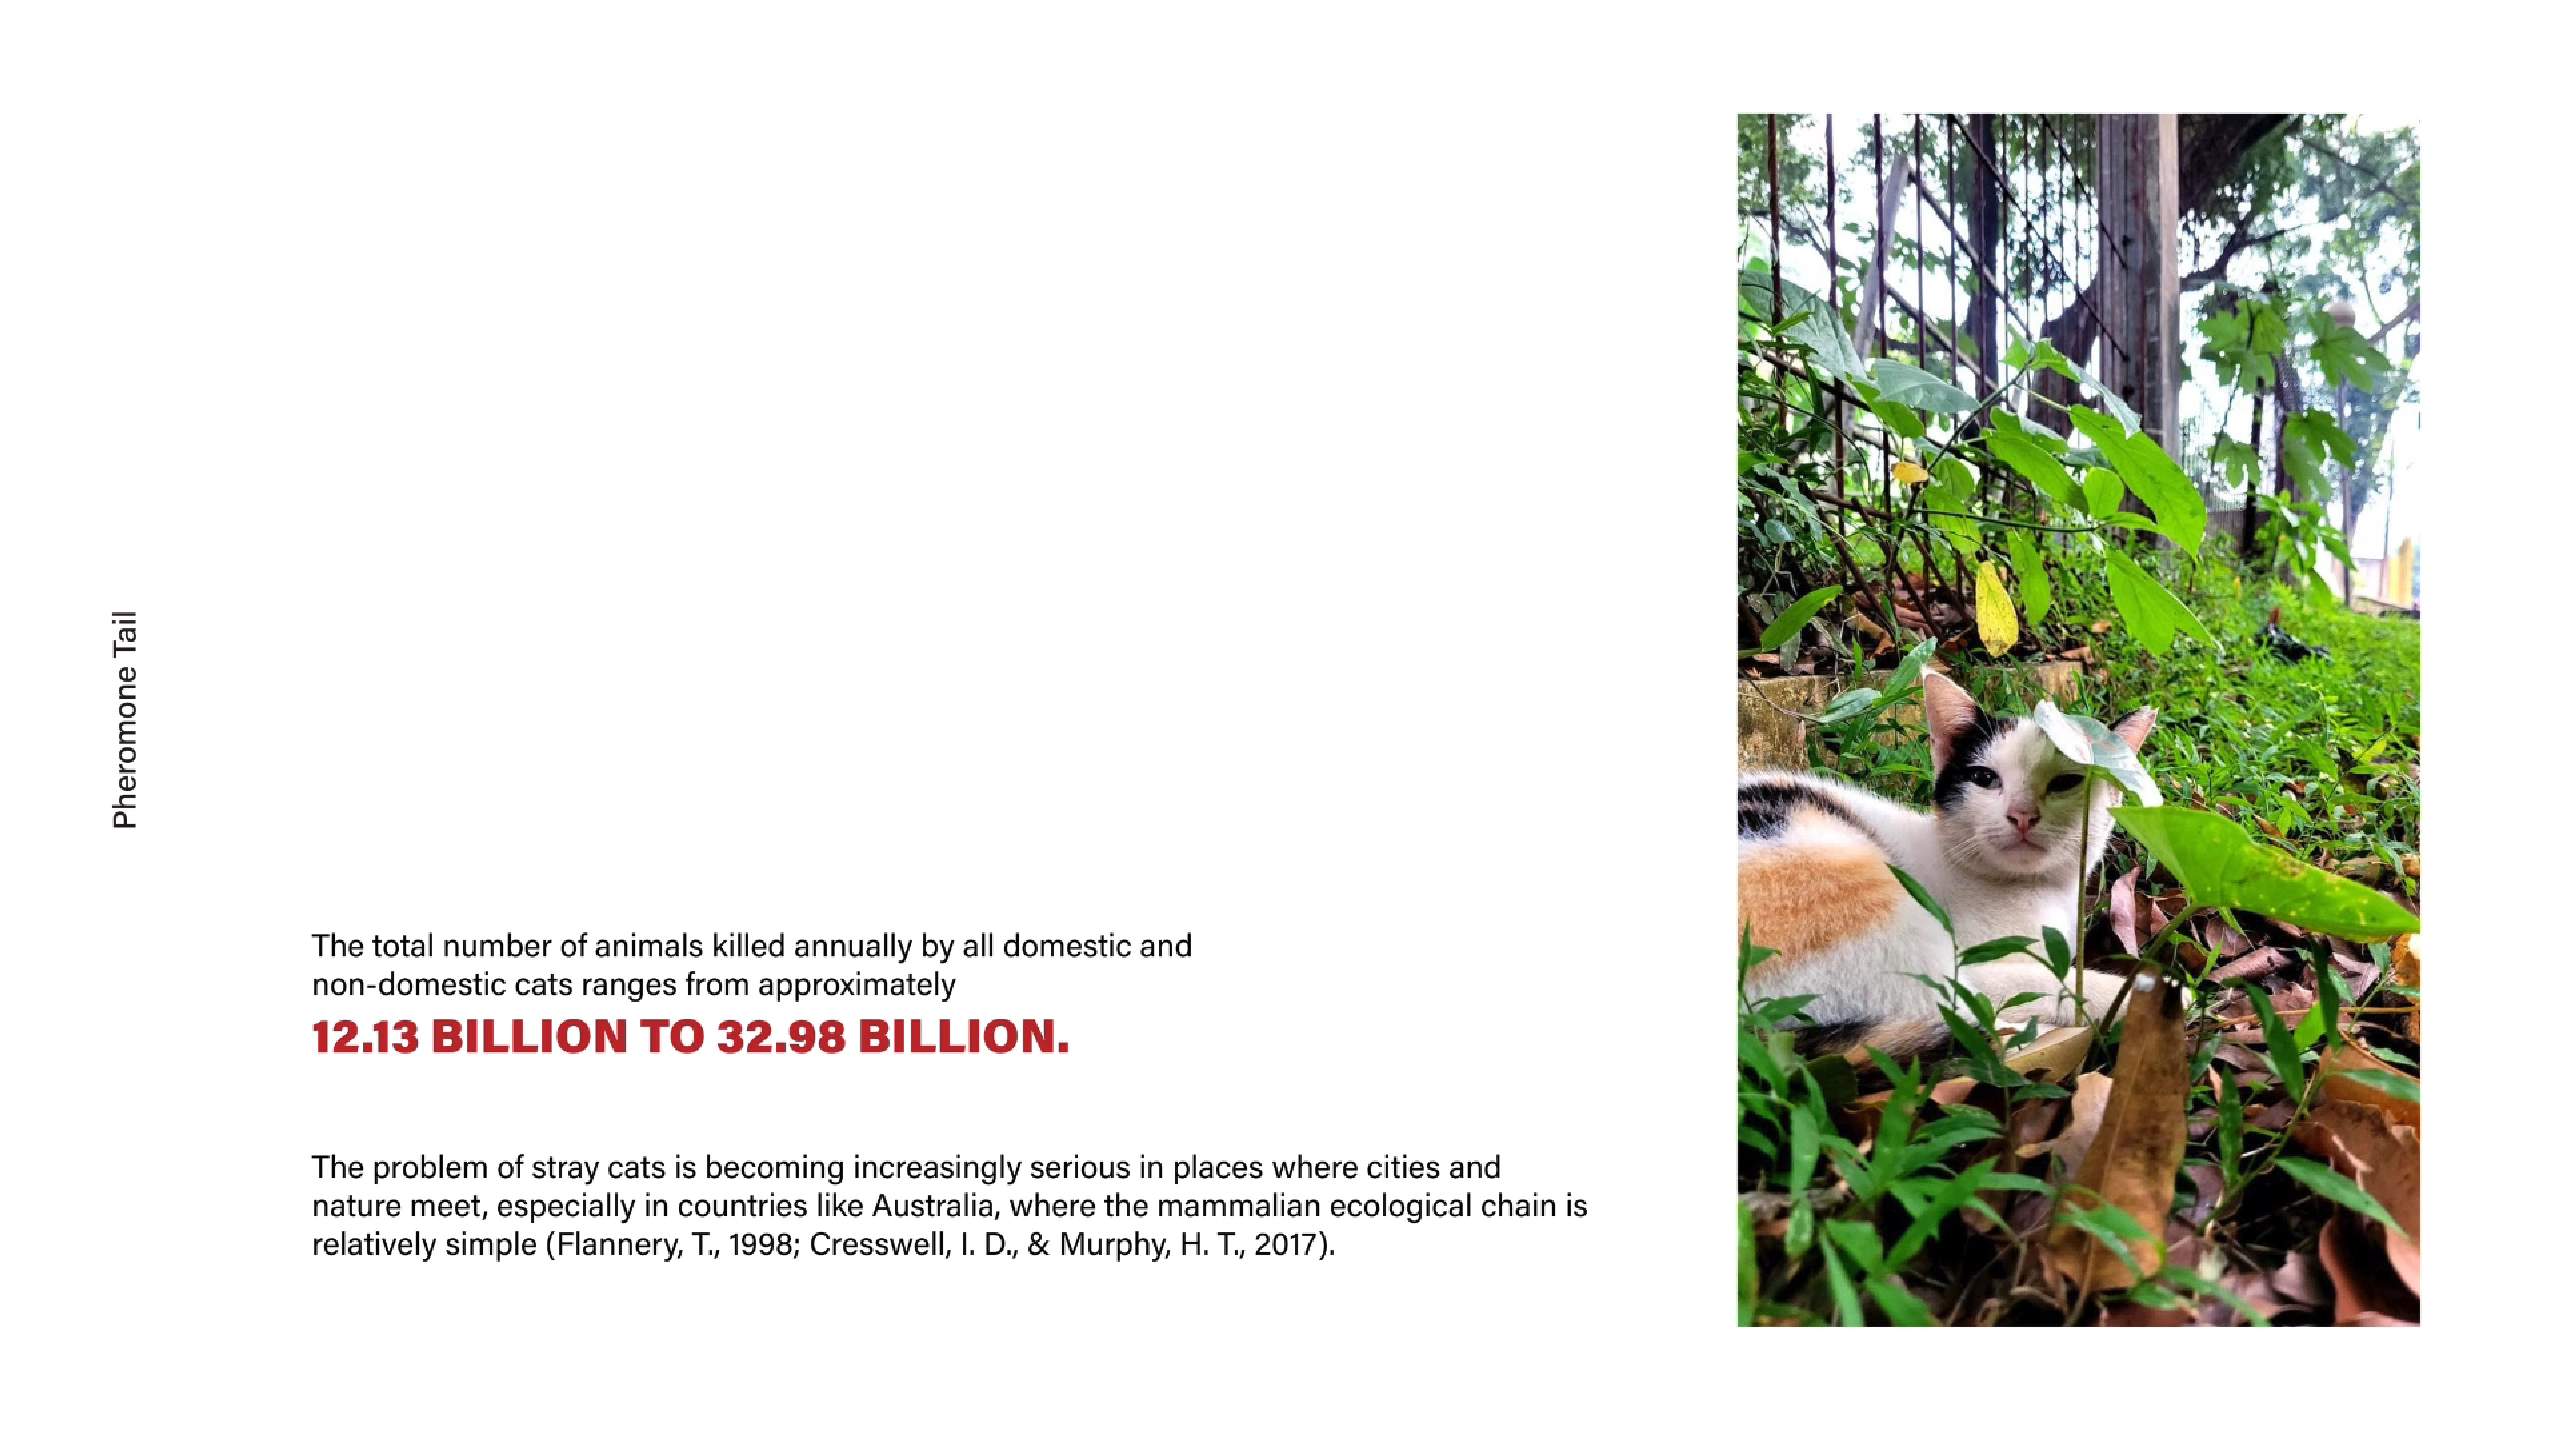 Pheromone Tail
The total number of animals killed annually by all domestic and
non-domestic cats ranges from approximately
12.13 BILLION TO 32.98 BILLION.
The problem of stray cats is becoming increasingly serious in places where cities and
nature meet, especially in countries like Australia, where the mammalian ecological chain is
relatively simple (Flannery, T., 1998; Cresswell, I. D., & Murphy, H. T., 2017).